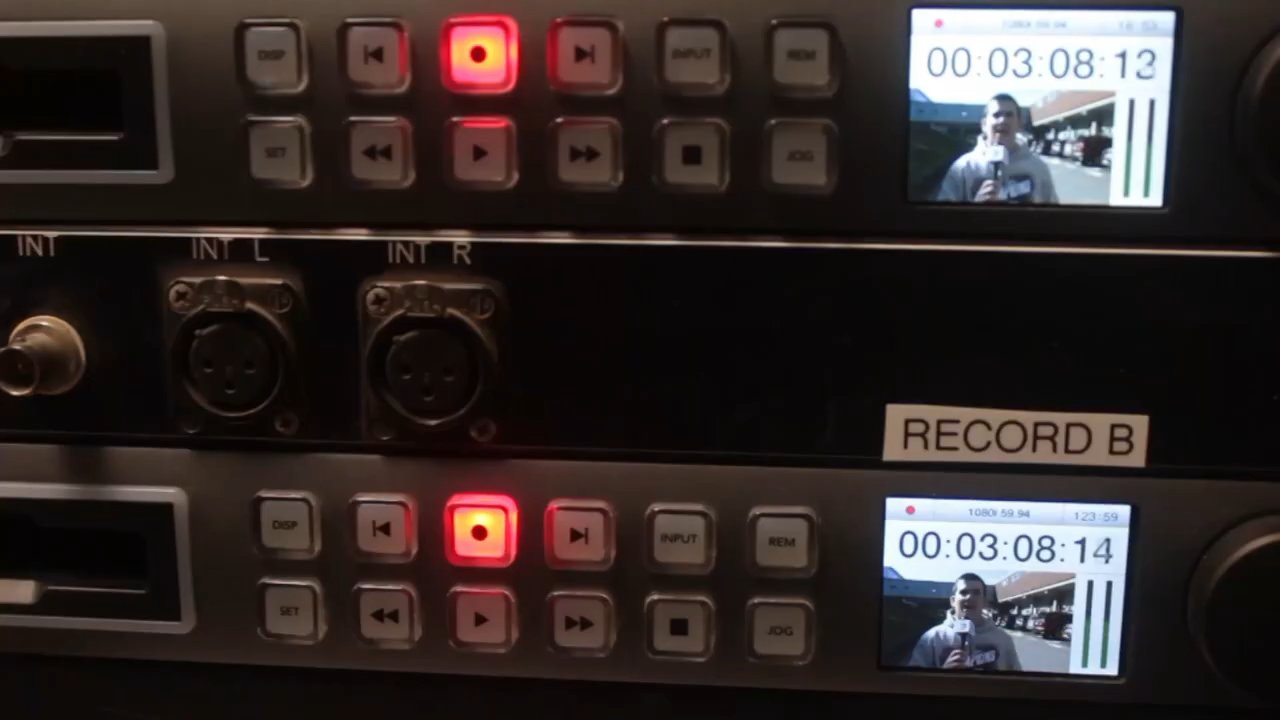 1080i 59.94
DISP INPUT REM
00:03:08:13
SET JOG
INT INT L INT R
RECORD B
1080i 59.94 123:59
DISP INPUT REM
00:03:08:14
SET JOG